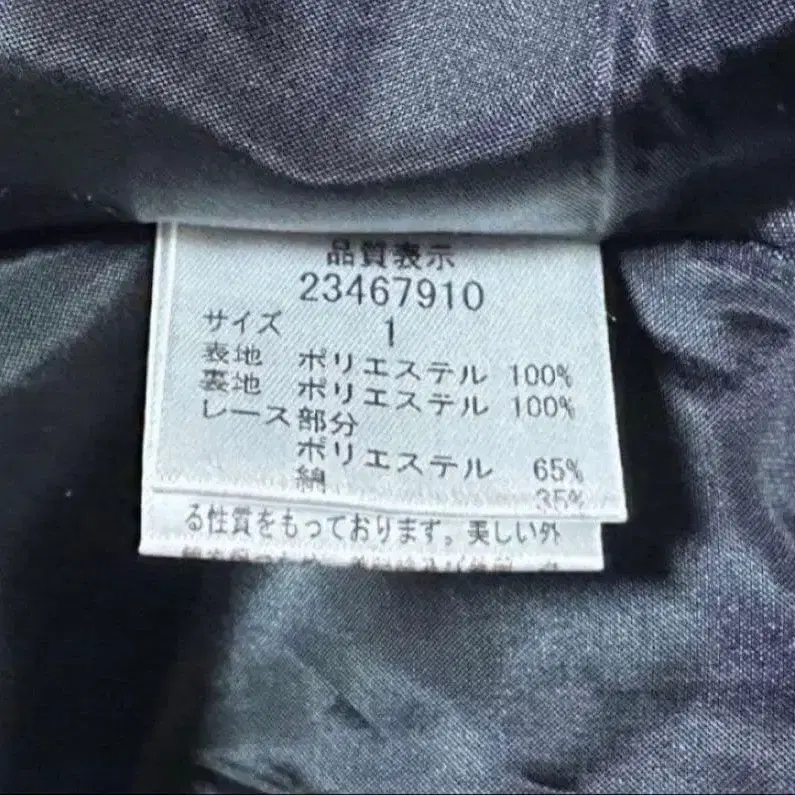 品質表示
23467910
サイズ 1
表地 ポリエステル 100%
裏地 ポリエステル 100%
レース部分
ポリエステル 65%
綿 35%
る性質をもっております。美しい外